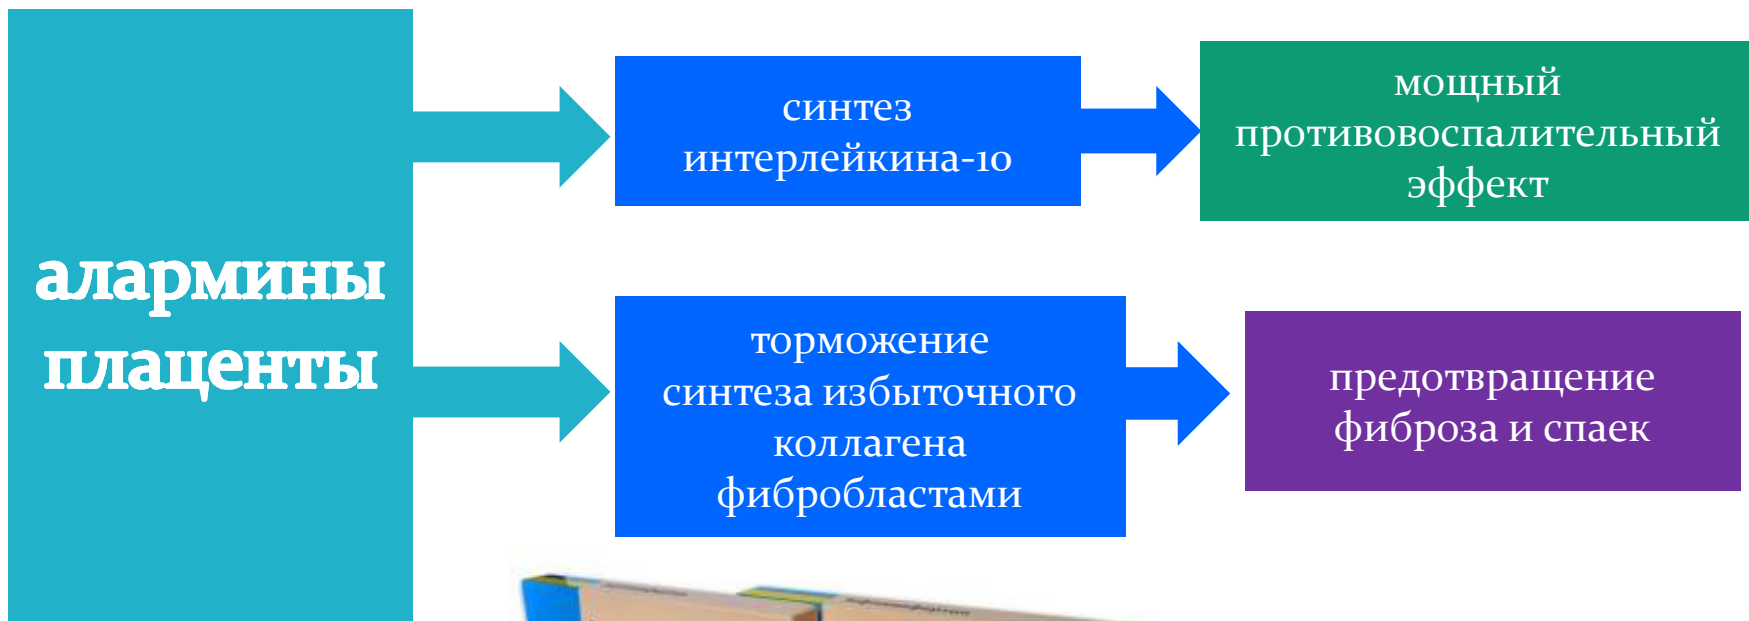 алармины
плаценты
синтез
интерлейкина-10
мощный
противовоспалительный
эффект
торможение
синтеза избыточного
коллагена
фибробластами
предотвращение
фиброза и спаек